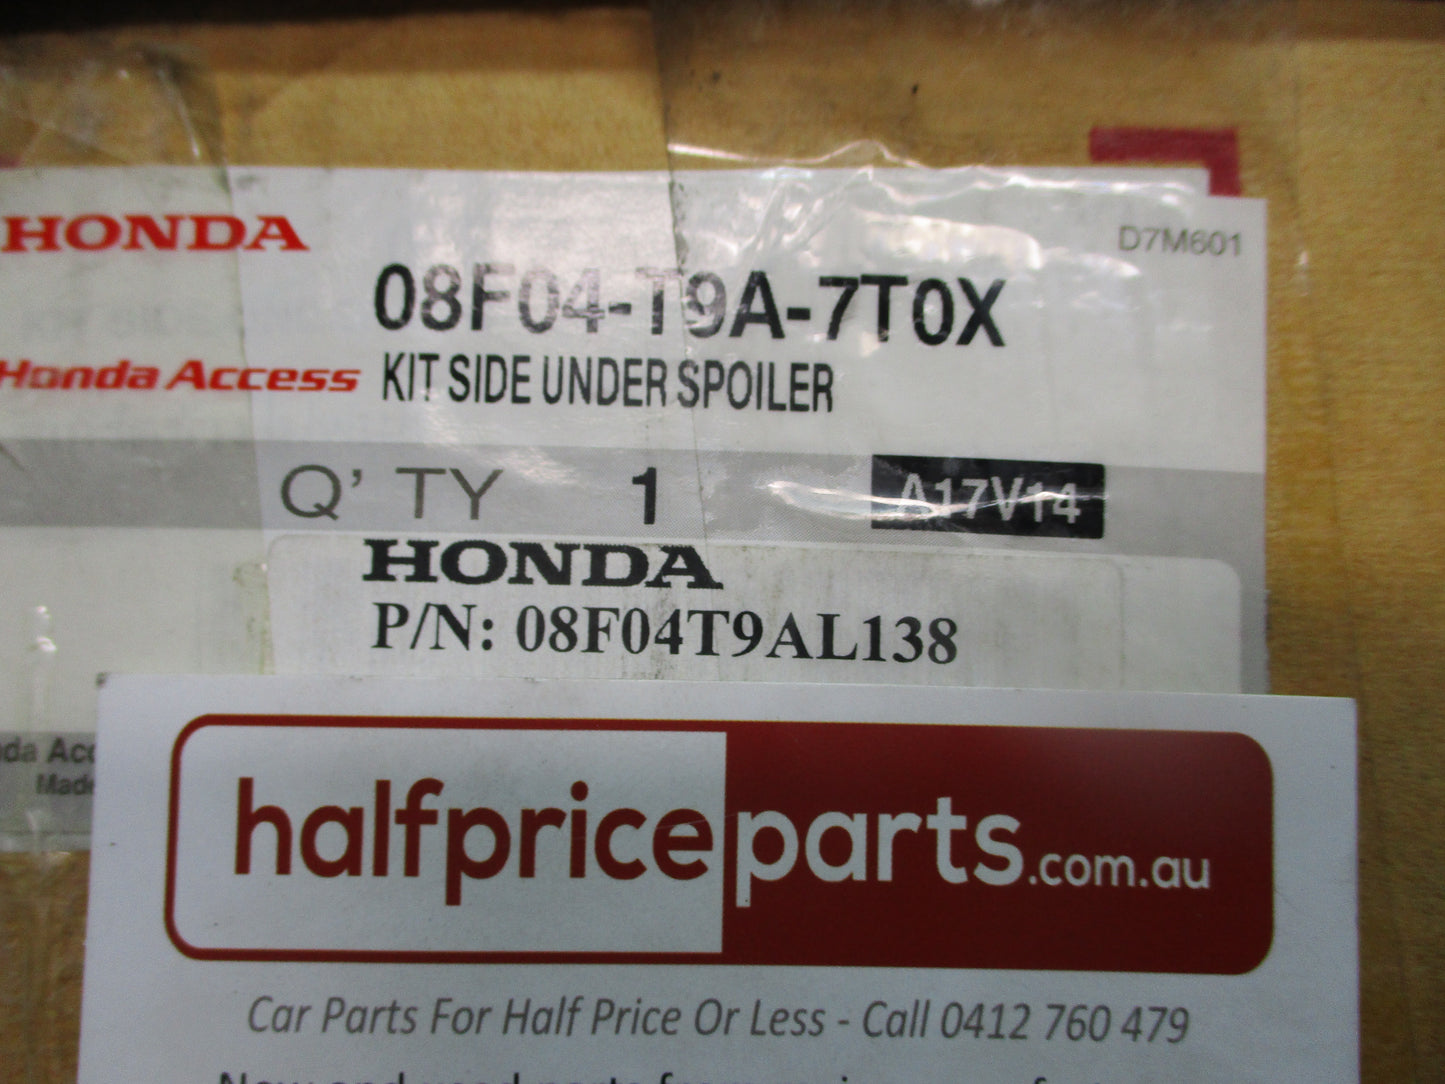 HONDA
D7M601
08F04-T9A-7T0X
Honda Access
KIT SIDE UNDER SPOILER
Q' TY 1
A17V14
HONDA
P/N: 08F04T9AL138
Made
halfpriceparts.com.au
Car Parts For Half Price Or Less - Call 0412 760 479